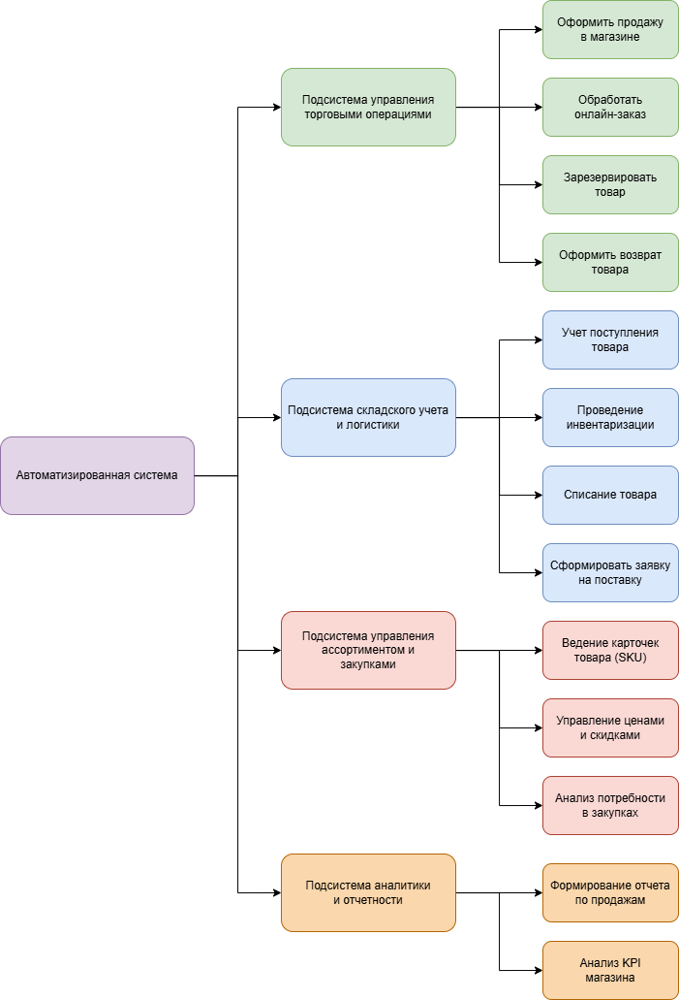 Автоматизированная система
Подсистема управления
торговыми операциями
Оформить продажу
в магазине
Обработать
онлайн-заказ
Зарезервировать
товар
Оформить возврат
товара
Подсистема складского учета
и логистики
Учет поступления
товара
Проведение
инвентаризации
Списание товара
Сформировать заявку
на поставку
Подсистема управления
ассортиментом и
закупками
Ведение карточек
товара (SKU)
Управление ценами
и скидками
Анализ потребности
в закупках
Подсистема аналитики
и отчетности
Формирование отчета
по продажам
Анализ KPI
магазина